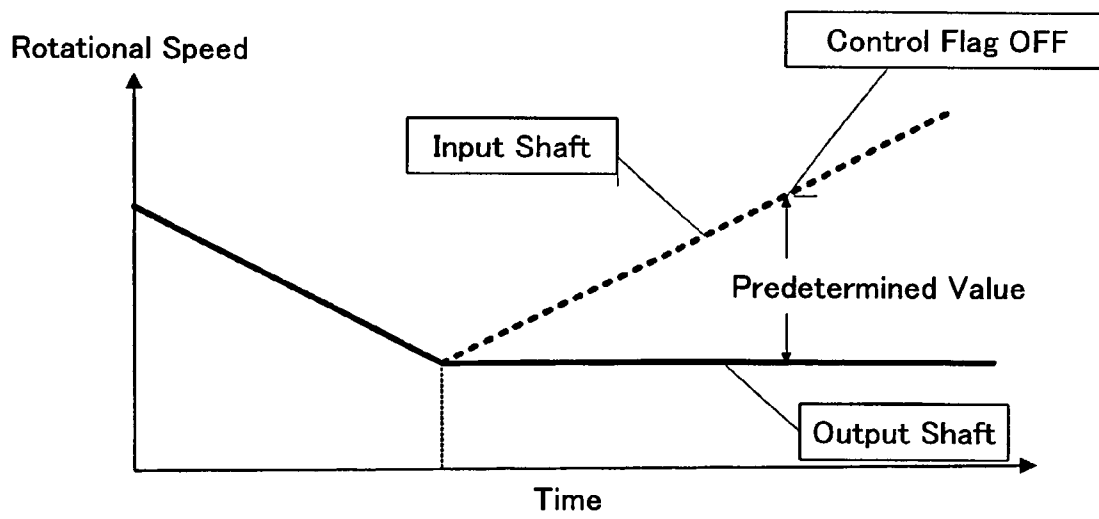 Control Flag OFF
Rotational Speed
Input Shaft
Predetermined Value
Output Shaft
Time